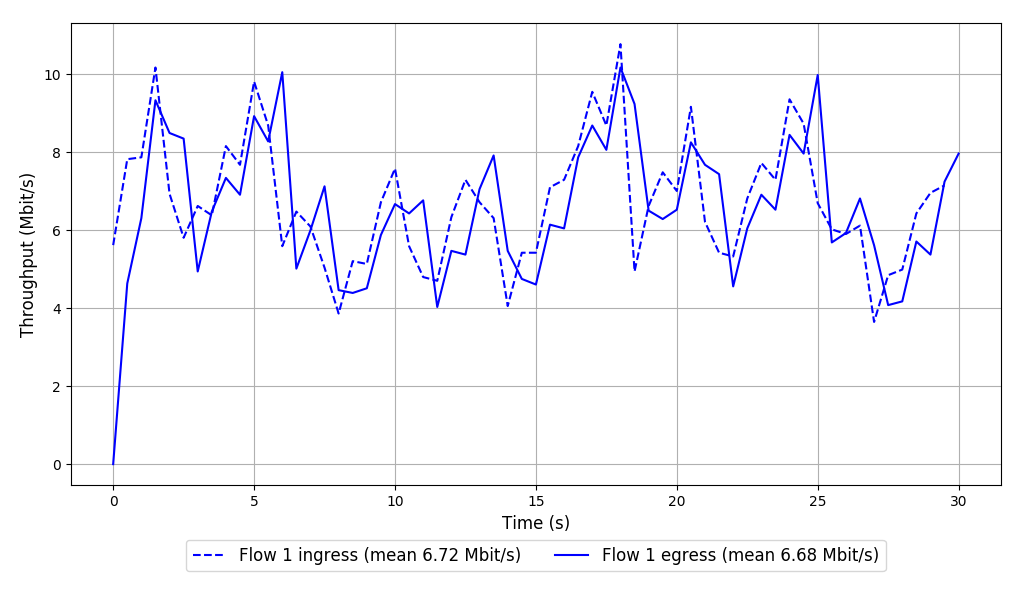 Throughput (Mbit/s)
10
8
6
4
2
0
0 5 10 15 20 25 30
Time (s)
Flow 1 ingress (mean 6.72 Mbit/s) Flow 1 egress (mean 6.68 Mbit/s)